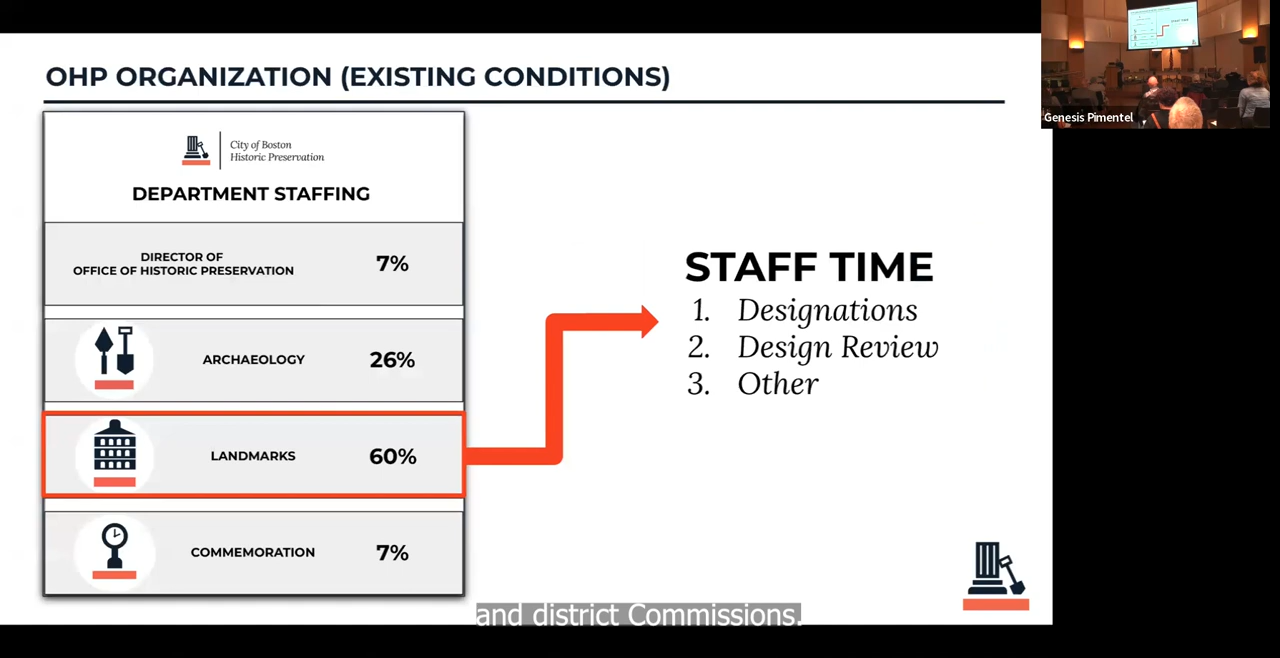 OHP ORGANIZATION (EXISTING CONDITIONS)
City of Boston
Historic Preservation
DEPARTMENT STAFFING
DIRECTOR OF
OFFICE OF HISTORIC PRESERVATION
7%
ARCHAEOLOGY
26%
LANDMARKS
60%
COMMEMORATION
7%
STAFF TIME
1. Designations
2. Design Review
3. Other
Genesis Pimentel
and district Commissions.